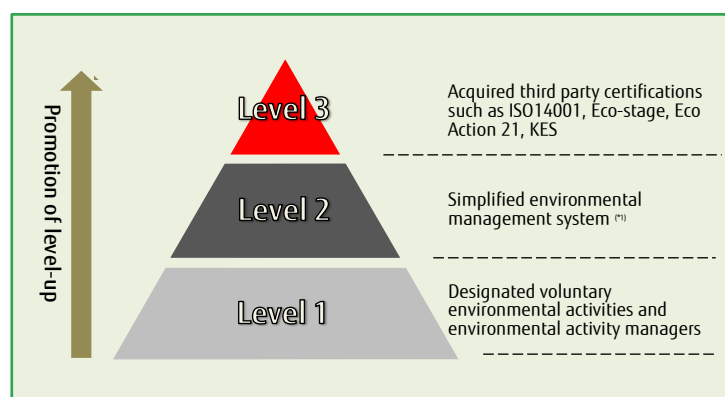 Promotion of level-up
Level 3
Acquired third party certifications
such as ISO14001, Eco-stage, Eco
Action 21, KES
Level 2
Simplified environmental
management system (*1)
Level 1
Designated voluntary
environmental activities and
environmental activity managers